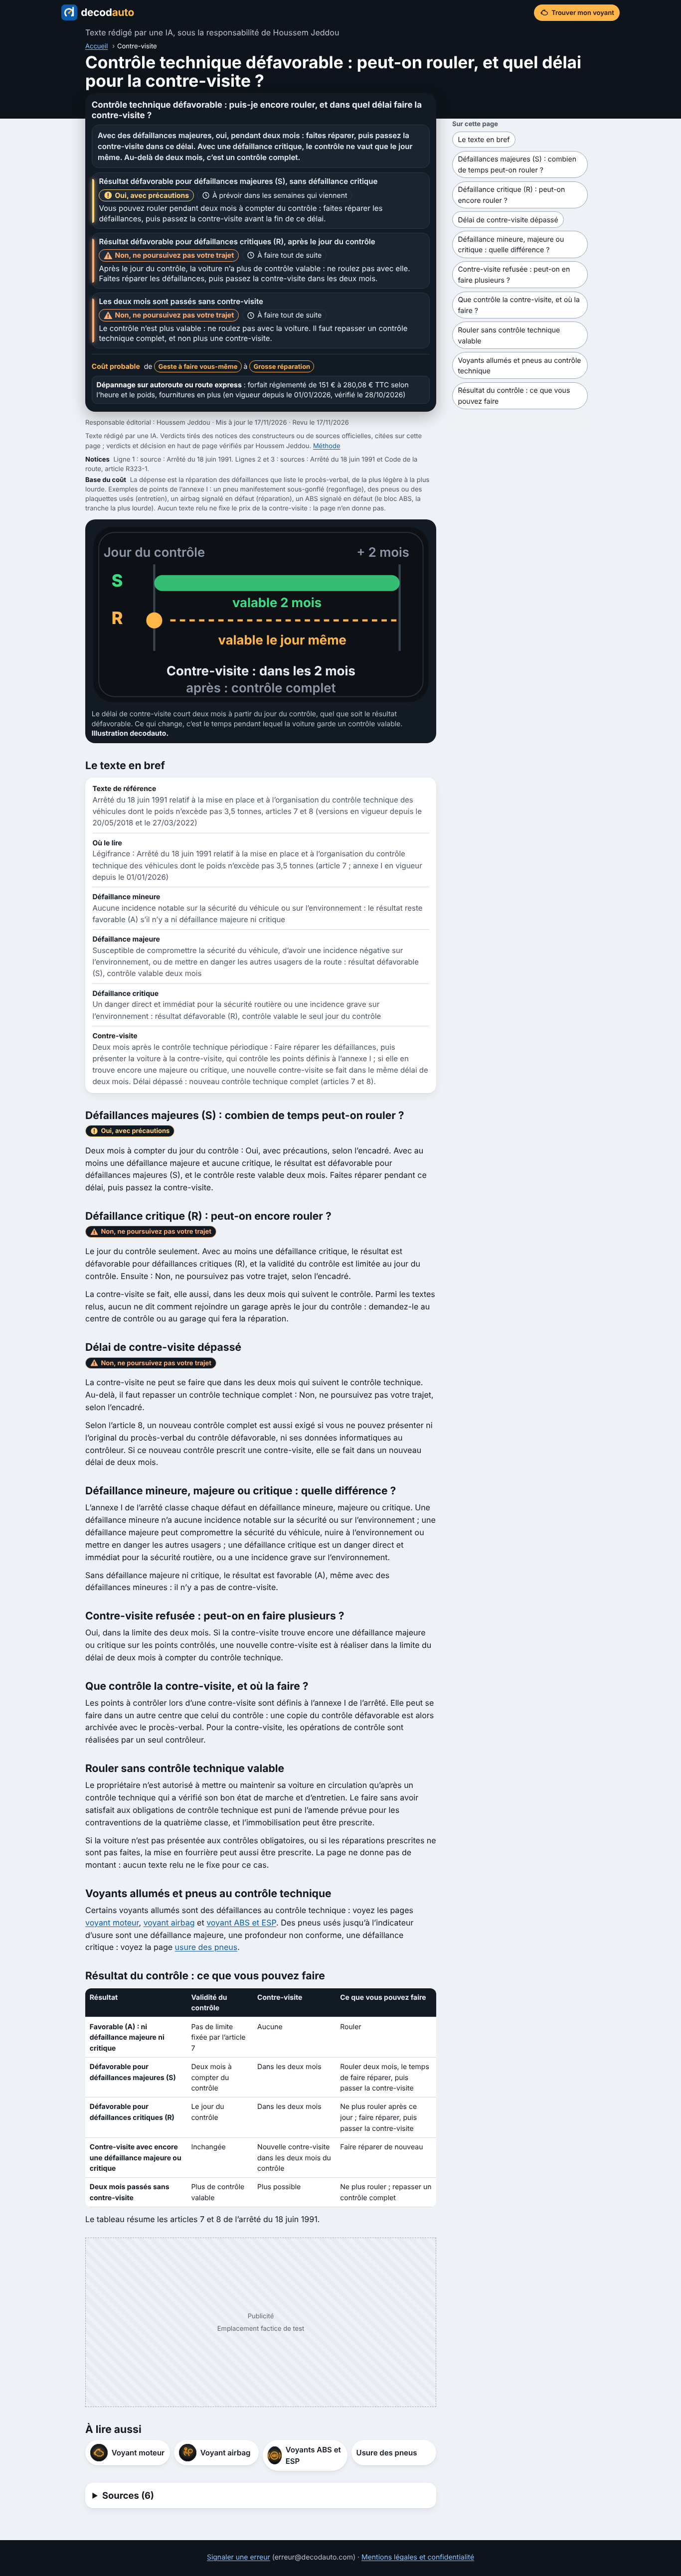 decodauto
Trouver mon voyant
Texte rédigé par une IA, sous la responsabilité de Houssem Jeddou
Accueil › Contre-visite
Contrôle technique défavorable : peut-on rouler, et quel délai
pour la contre-visite ?
Contrôle technique défavorable : puis-je encore rouler, et dans quel délai faire la
contre-visite ?
Avec des défaillances majeures, oui, pendant deux mois : faites réparer, puis passez la
contre-visite dans ce délai. Avec une défaillance critique, le contrôle ne vaut que le jour
même. Au-delà de deux mois, c’est un contrôle complet.
Résultat défavorable pour défaillances majeures (S), sans défaillance critique
Oui, avec précautions
À prévoir dans les semaines qui viennent
Vous pouvez rouler pendant deux mois à compter du contrôle : faites réparer les
défaillances, puis passez la contre-visite avant la fin de ce délai.
Résultat défavorable pour défaillances critiques (R), après le jour du contrôle
Non, ne poursuivez pas votre trajet
À faire tout de suite
Après le jour du contrôle, la voiture n’a plus de contrôle valable : ne roulez pas avec elle.
Faites réparer les défaillances, puis passez la contre-visite dans les deux mois.
Les deux mois sont passés sans contre-visite
Non, ne poursuivez pas votre trajet
À faire tout de suite
Le contrôle n’est plus valable : ne roulez pas avec la voiture. Il faut repasser un contrôle
technique complet, et non plus une contre-visite.
Coût probable de Geste à faire vous-même à Grosse réparation
Dépannage sur autoroute ou route express : forfait réglementé de 151 € à 280,08 € TTC selon
l’heure et le poids, fournitures en plus (en vigueur depuis le 01/01/2026, vérifié le 28/10/2026)
Responsable éditorial : Houssem Jeddou · Mis à jour le 17/11/2026 · Revu le 17/11/2026
Texte rédigé par une IA. Verdicts tirés des notices des constructeurs ou de sources officielles, citées sur cette
page ; verdicts et décision en haut de page vérifiés par Houssem Jeddou. Méthode
Notices Ligne 1 : source : Arrêté du 18 juin 1991. Lignes 2 et 3 : sources : Arrêté du 18 juin 1991 et Code de la
route, article R323-1.
Base du coût La dépense est la réparation des défaillances que liste le procès-verbal, de la plus légère à la plus
lourde. Exemples de points de l’annexe I : un pneu manifestement sous-gonflé (regonflage), des pneus ou des
plaquettes usés (entretien), un airbag signalé en défaut (réparation), un ABS signalé en défaut (le bloc ABS, la
tranche la plus lourde). Aucun texte relu ne fixe le prix de la contre-visite : la page n’en donne pas.
Jour du contrôle
+ 2 mois
S
valable 2 mois
R
valable le jour même
Contre-visite : dans les 2 mois
après : contrôle complet
Le délai de contre-visite court deux mois à partir du jour du contrôle, quel que soit le résultat
défavorable. Ce qui change, c’est le temps pendant lequel la voiture garde un contrôle valable.
Illustration decodauto.
Le texte en bref
Texte de référence
Arrêté du 18 juin 1991 relatif à la mise en place et à l’organisation du contrôle technique des
véhicules dont le poids n’excède pas 3,5 tonnes, articles 7 et 8 (versions en vigueur depuis le
20/05/2018 et le 27/03/2022)
Où le lire
Légifrance : Arrêté du 18 juin 1991 relatif à la mise en place et à l’organisation du contrôle
technique des véhicules dont le poids n’excède pas 3,5 tonnes (article 7 ; annexe I en vigueur
depuis le 01/01/2026)
Défaillance mineure
Aucune incidence notable sur la sécurité du véhicule ou sur l’environnement : le résultat reste
favorable (A) s’il n’y a ni défaillance majeure ni critique
Défaillance majeure
Susceptible de compromettre la sécurité du véhicule, d’avoir une incidence négative sur
l’environnement, ou de mettre en danger les autres usagers de la route : résultat défavorable
(S), contrôle valable deux mois
Défaillance critique
Un danger direct et immédiat pour la sécurité routière ou une incidence grave sur
l’environnement : résultat défavorable (R), contrôle valable le seul jour du contrôle
Contre-visite
Deux mois après le contrôle technique périodique : Faire réparer les défaillances, puis
présenter la voiture à la contre-visite, qui contrôle les points définis à l’annexe I ; si elle en
trouve encore une majeure ou critique, une nouvelle contre-visite se fait dans le même délai de
deux mois. Délai dépassé : nouveau contrôle technique complet (articles 7 et 8).
Défaillances majeures (S) : combien de temps peut-on rouler ?
Oui, avec précautions
Deux mois à compter du jour du contrôle : Oui, avec précautions, selon l’encadré. Avec au
moins une défaillance majeure et aucune critique, le résultat est défavorable pour
défaillances majeures (S), et le contrôle reste valable deux mois. Faites réparer pendant ce
délai, puis passez la contre-visite.
Défaillance critique (R) : peut-on encore rouler ?
Non, ne poursuivez pas votre trajet
Le jour du contrôle seulement. Avec au moins une défaillance critique, le résultat est
défavorable pour défaillances critiques (R), et la validité du contrôle est limitée au jour du
contrôle. Ensuite : Non, ne poursuivez pas votre trajet, selon l’encadré.
La contre-visite se fait, elle aussi, dans les deux mois qui suivent le contrôle. Parmi les textes
relus, aucun ne dit comment rejoindre un garage après le jour du contrôle : demandez-le au
centre de contrôle ou au garage qui fera la réparation.
Délai de contre-visite dépassé
Non, ne poursuivez pas votre trajet
La contre-visite ne peut se faire que dans les deux mois qui suivent le contrôle technique.
Au-delà, il faut repasser un contrôle technique complet : Non, ne poursuivez pas votre trajet,
selon l’encadré.
Selon l’article 8, un nouveau contrôle complet est aussi exigé si vous ne pouvez présenter ni
l’original du procès-verbal du contrôle défavorable, ni ses données informatiques au
contrôleur. Si ce nouveau contrôle prescrit une contre-visite, elle se fait dans un nouveau
délai de deux mois.
Défaillance mineure, majeure ou critique : quelle différence ?
L’annexe I de l’arrêté classe chaque défaut en défaillance mineure, majeure ou critique. Une
défaillance mineure n’a aucune incidence notable sur la sécurité ou sur l’environnement ; une
défaillance majeure peut compromettre la sécurité du véhicule, nuire à l’environnement ou
mettre en danger les autres usagers ; une défaillance critique est un danger direct et
immédiat pour la sécurité routière, ou a une incidence grave sur l’environnement.
Sans défaillance majeure ni critique, le résultat est favorable (A), même avec des
défaillances mineures : il n’y a pas de contre-visite.
Contre-visite refusée : peut-on en faire plusieurs ?
Oui, dans la limite des deux mois. Si la contre-visite trouve encore une défaillance majeure
ou critique sur les points contrôlés, une nouvelle contre-visite est à réaliser dans la limite du
délai de deux mois à compter du contrôle technique.
Que contrôle la contre-visite, et où la faire ?
Les points à contrôler lors d’une contre-visite sont définis à l’annexe I de l’arrêté. Elle peut se
faire dans un autre centre que celui du contrôle : une copie du contrôle défavorable est alors
archivée avec le procès-verbal. Pour la contre-visite, les opérations de contrôle sont
réalisées par un seul contrôleur.
Rouler sans contrôle technique valable
Le propriétaire n’est autorisé à mettre ou maintenir sa voiture en circulation qu’après un
contrôle technique qui a vérifié son bon état de marche et d’entretien. Le faire sans avoir
satisfait aux obligations de contrôle technique est puni de l’amende prévue pour les
contraventions de la quatrième classe, et l’immobilisation peut être prescrite.
Si la voiture n’est pas présentée aux contrôles obligatoires, ou si les réparations prescrites ne
sont pas faites, la mise en fourrière peut aussi être prescrite. La page ne donne pas de
montant : aucun texte relu ne le fixe pour ce cas.
Voyants allumés et pneus au contrôle technique
Certains voyants allumés sont des défaillances au contrôle technique : voyez les pages
voyant moteur, voyant airbag et voyant ABS et ESP. Des pneus usés jusqu’à l’indicateur
d’usure sont une défaillance majeure, une profondeur non conforme, une défaillance
critique : voyez la page usure des pneus.
Résultat du contrôle : ce que vous pouvez faire
Résultat
Validité du
contrôle
Contre-visite
Ce que vous pouvez faire
Favorable (A) : ni
défaillance majeure ni
critique
Pas de limite
fixée par l’article
7
Aucune
Rouler
Défavorable pour
défaillances majeures (S)
Deux mois à
compter du
contrôle
Dans les deux mois
Rouler deux mois, le temps
de faire réparer, puis
passer la contre-visite
Défavorable pour
défaillances critiques (R)
Le jour du
contrôle
Dans les deux mois
Ne plus rouler après ce
jour ; faire réparer, puis
passer la contre-visite
Contre-visite avec encore
une défaillance majeure ou
critique
Inchangée
Nouvelle contre-visite
dans les deux mois du
contrôle
Faire réparer de nouveau
Deux mois passés sans
contre-visite
Plus de contrôle
valable
Plus possible
Ne plus rouler ; repasser un
contrôle complet
Le tableau résume les articles 7 et 8 de l’arrêté du 18 juin 1991.
Publicité
Emplacement factice de test
À lire aussi
Voyant moteur
Voyant airbag
Voyants ABS et
ESP
Usure des pneus
Sources (6)
Sur cette page
Le texte en bref
Défaillances majeures (S) : combien
de temps peut-on rouler ?
Défaillance critique (R) : peut-on
encore rouler ?
Délai de contre-visite dépassé
Défaillance mineure, majeure ou
critique : quelle différence ?
Contre-visite refusée : peut-on en
faire plusieurs ?
Que contrôle la contre-visite, et où la
faire ?
Rouler sans contrôle technique
valable
Voyants allumés et pneus au contrôle
technique
Résultat du contrôle : ce que vous
pouvez faire
Signaler une erreur (erreur@decodauto.com) · Mentions légales et confidentialité